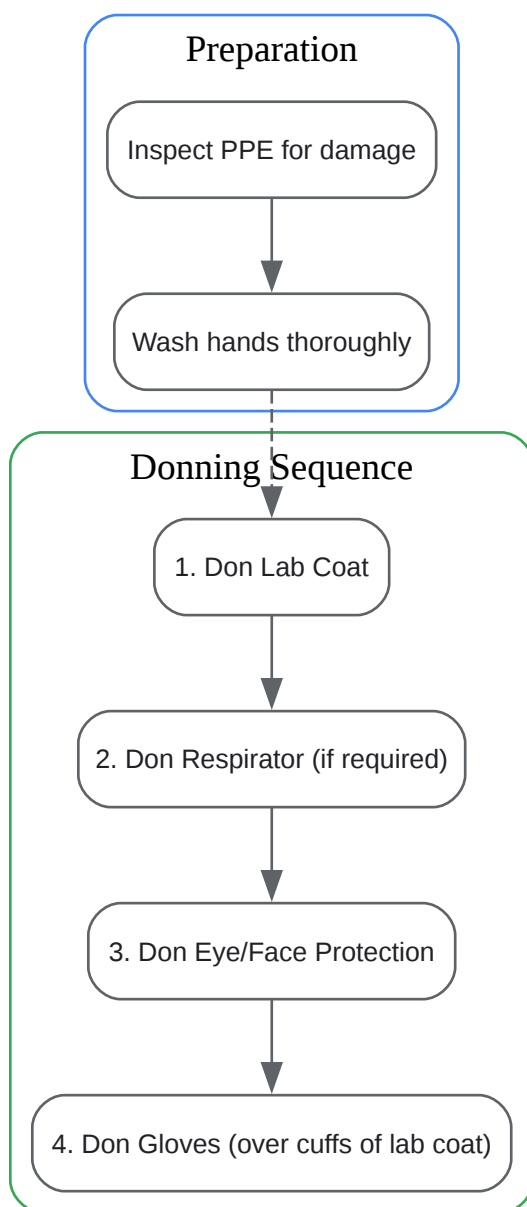 Preparation
Inspect PPE for damage
Wash hands thoroughly
Donning Sequence
1. Don Lab Coat
2. Don Respirator (if required)
3. Don Eye/Face Protection
4. Don Gloves (over cuffs of lab coat)